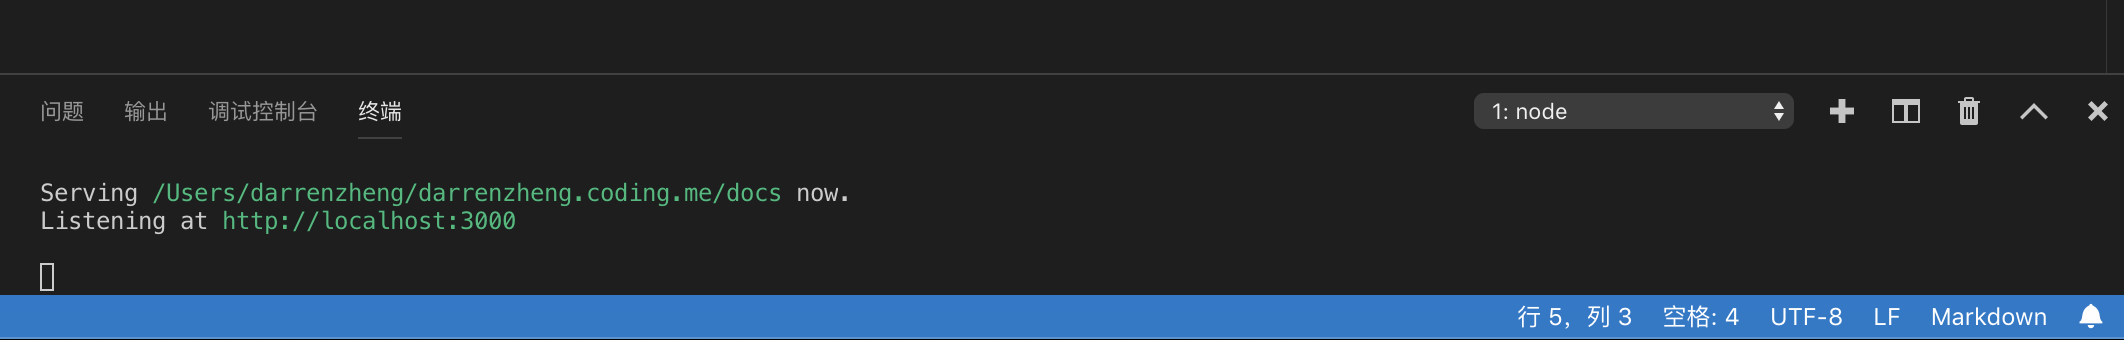 问题 输出 调试控制台 终端 1: node
Serving /Users/darrenzheng/darrenzheng.coding.me/docs now.
Listening at http://localhost:3000
行 5，列 3 空格: 4 UTF-8 LF Markdown